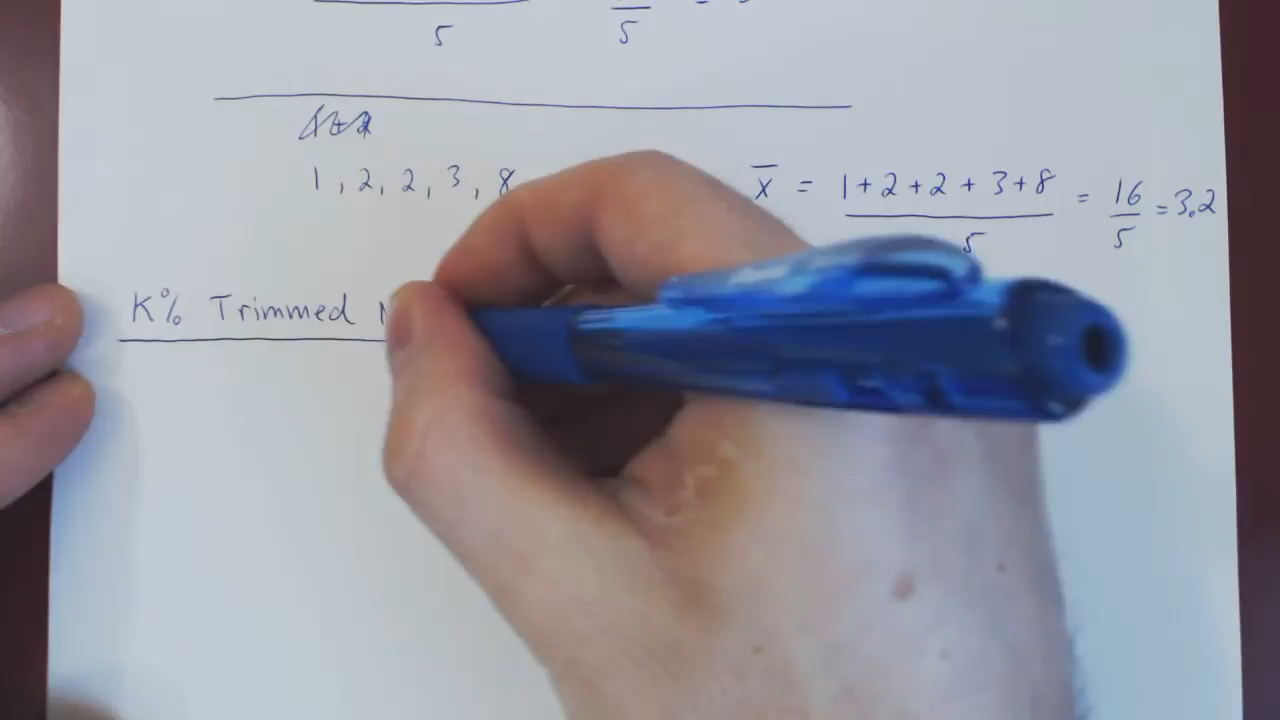 5 5
1, 2, 2, 3, 8
x̄ = 1+2+2+3+8 / 5 = 16/5 = 3.2
K% Trimmed